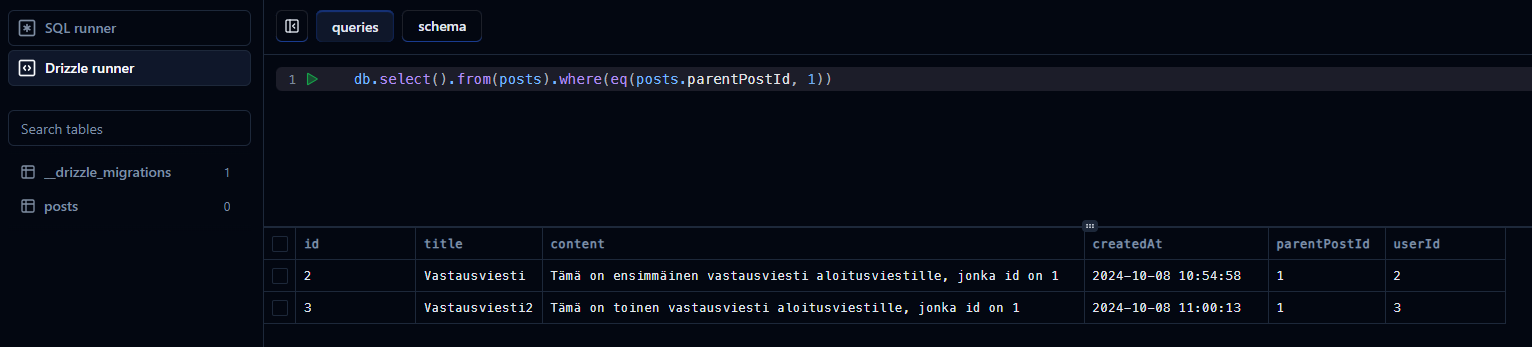 SQL runner
Drizzle runner
Search tables
__drizzle_migrations 1
posts 0
queries schema
1 db.select().from(posts).where(eq(posts.parentPostId, 1))
id title content createdAt parentPostId userId
2 Vastausviesti Tämä on ensimmäinen vastausviesti aloitusviestille, jonka id on 1 2024-10-08 10:54:58 1 2
3 Vastausviesti2 Tämä on toinen vastausviesti aloitusviestille, jonka id on 1 2024-10-08 11:00:13 1 3